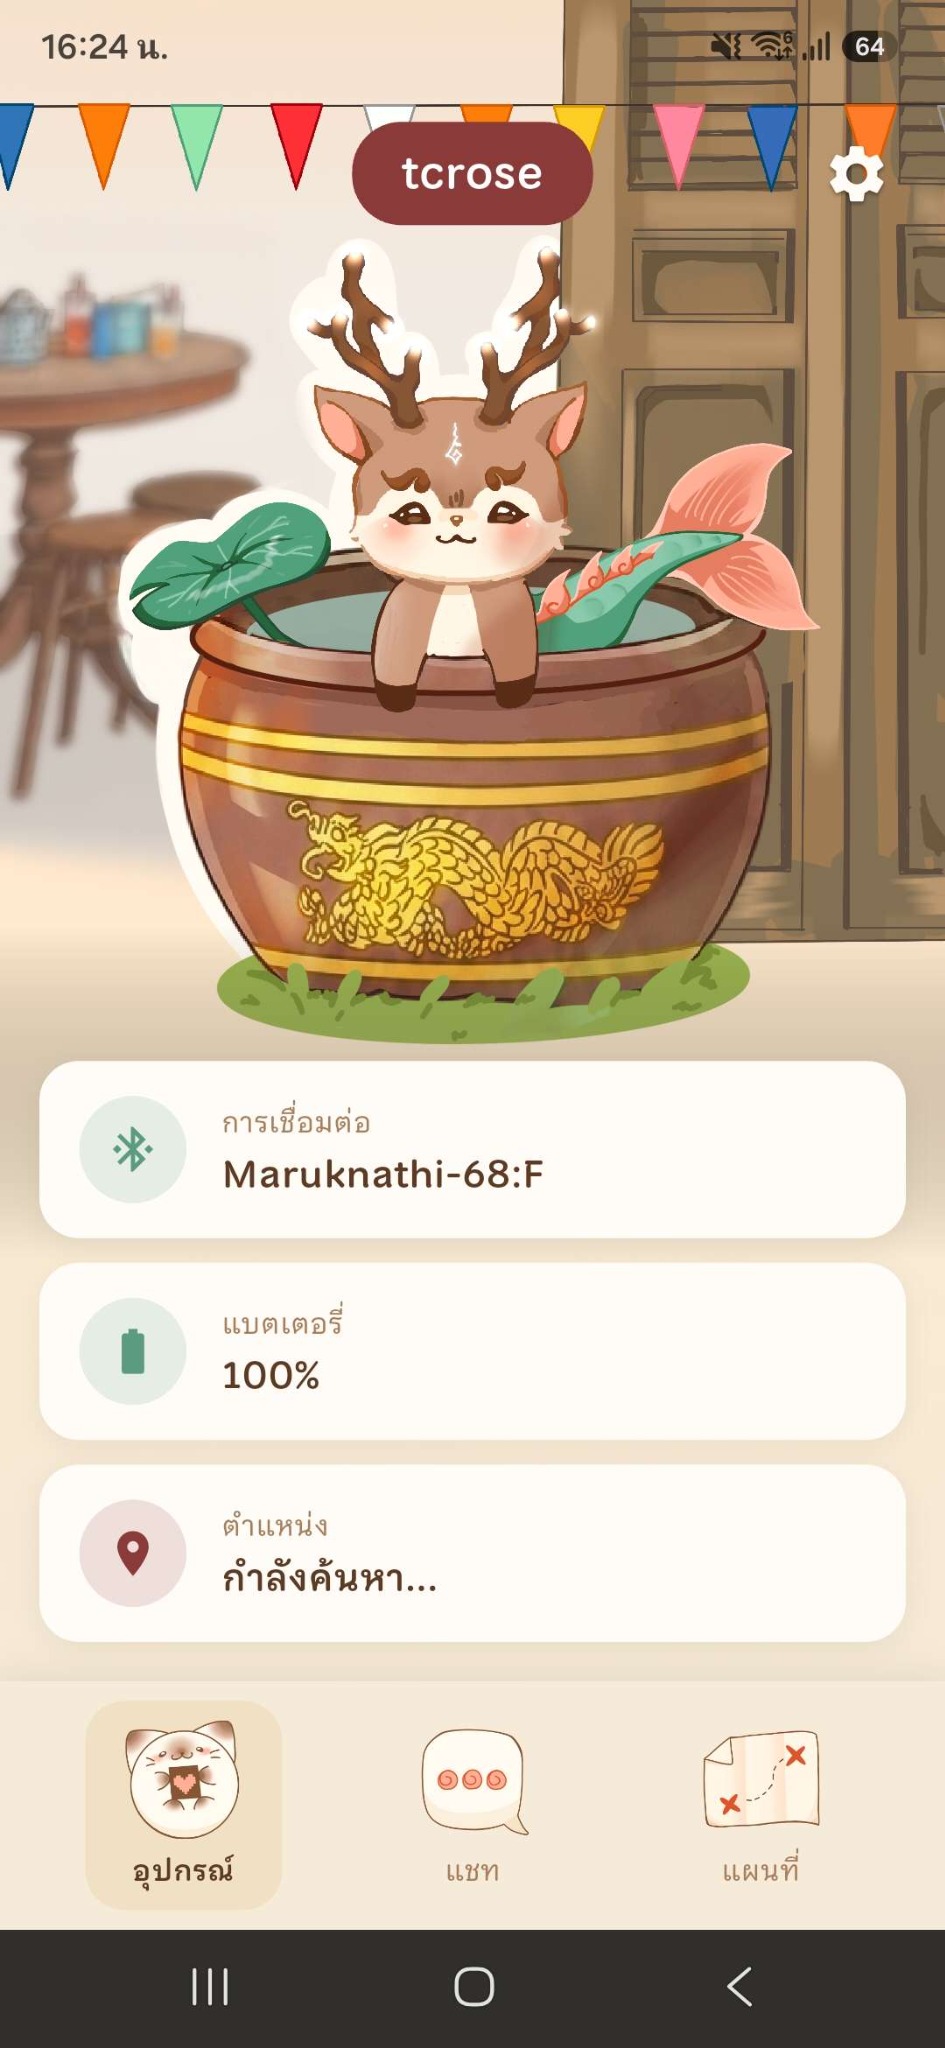 16:24 น.
6
64
tcrose
การเชื่อมต่อ
Maruknathi-68:F
แบตเตอรี่
100%
ตำแหน่ง
กำลังค้นหา...
อุปกรณ์
แชท
แผนที่